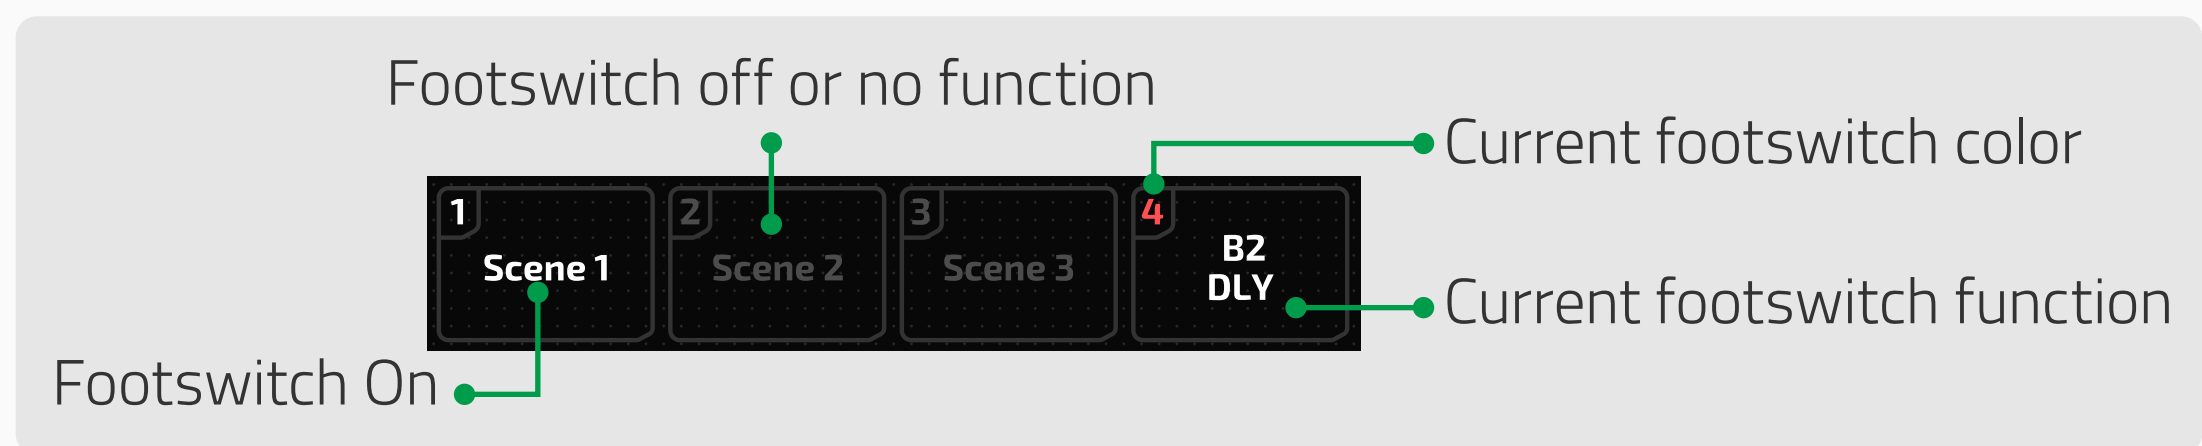 Footswitch off or no function
Current footswitch color
1
2
3
4
Scene 1
Scene 2
Scene 3
B2
DLY
Current footswitch function
Footswitch On